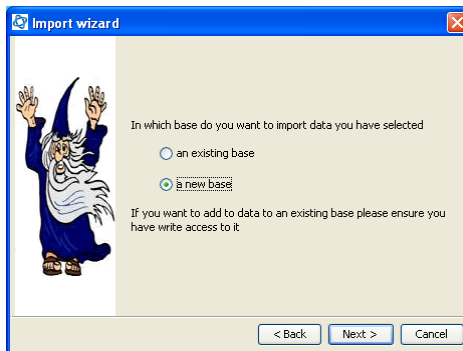 Import wizard
In which base do you want to import data you have selected
an existing base
a new base
If you want to add to data to an existing base please ensure you
have write access to it
< Back
Next >
Cancel